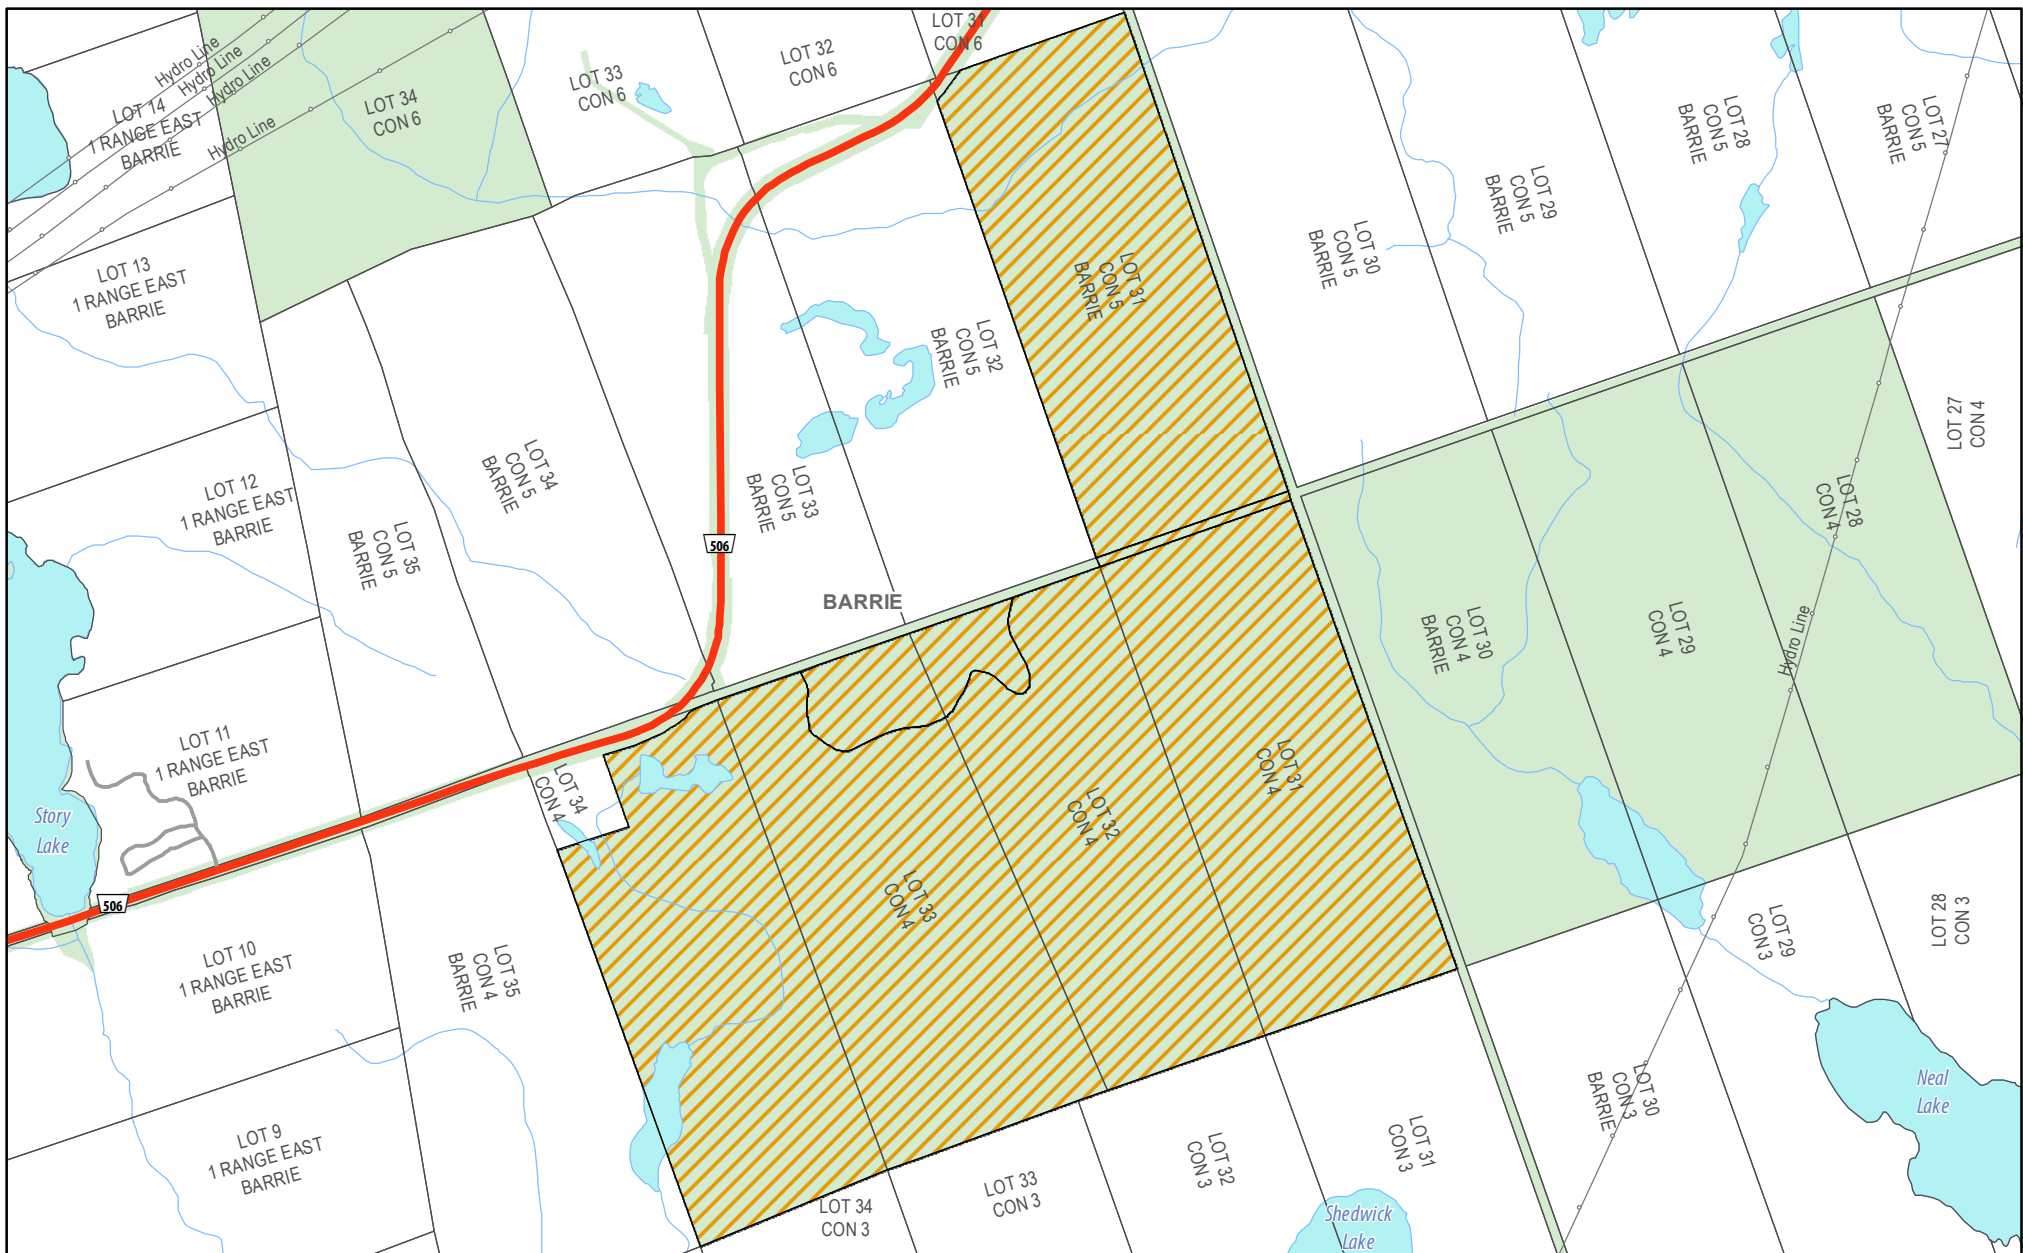 LOT 31
CON 6
LOT 32
CON 6
LOT 33
CON 6
LOT 34
CON 6
Hydro Line
Hydro Line
Hydro Line
Hydro Line
LOT 14
1 RANGE EAST
BARRIE
LOT 28
CON 5
BARRIE
LOT 27
CON 5
BARRIE
LOT 29
CON 5
BARRIE
LOT 30
CON 5
BARRIE
LOT 31
CON 5
BARRIE
LOT 13
1 RANGE EAST
BARRIE
LOT 32
CON 5
BARRIE
LOT 27
CON 4
LOT 34
CON 5
BARRIE
LOT 33
CON 5
BARRIE
LOT 12
1 RANGE EAST
BARRIE
LOT 28
CON 4
LOT 35
CON 5
BARRIE
506
BARRIE
LOT 30
CON 4
BARRIE
LOT 29
CON 4
Hydro Line
LOT 11
1 RANGE EAST
BARRIE
LOT 34
CON 4
LOT 31
CON 4
LOT 32
CON 4
Story
Lake
506
LOT 33
CON 4
LOT 10
1 RANGE EAST
BARRIE
LOT 35
CON 4
BARRIE
LOT 29
CON 3
LOT 28
CON 3
LOT 30
CON 3
BARRIE
Neal
Lake
LOT 9
1 RANGE EAST
BARRIE
LOT 34
CON 3
LOT 33
CON 3
LOT 32
CON 3
LOT 31
CON 3
Shedwick
Lake